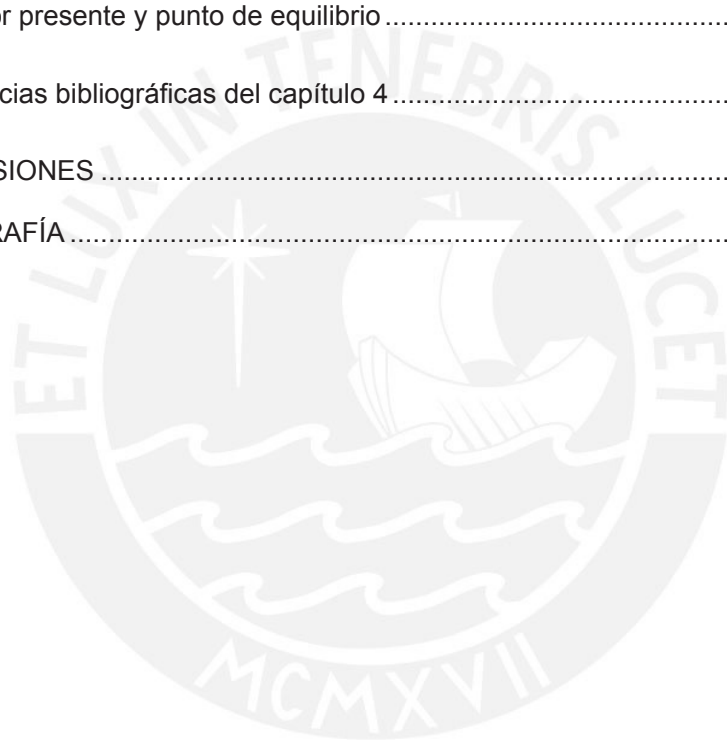 or presente y punto de equilibrio ................................................
cias bibliográficas del capítulo 4 ................................................
SIONES ................................................................................
RAFÍA ....................................................................................
ET LUX IN TENEBRIS LUCET
MCMXVII